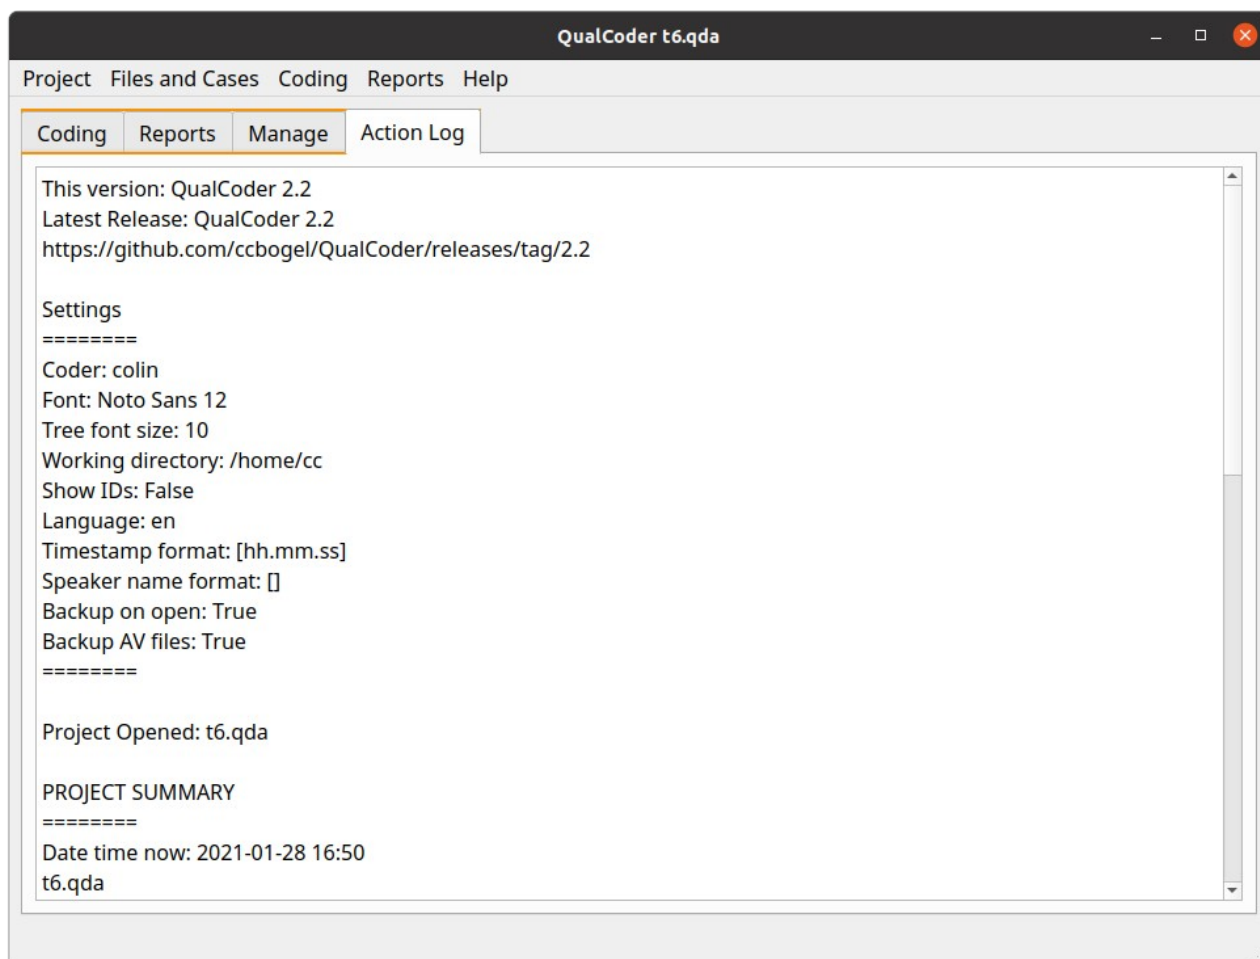 QualCoder t6.qda
Project Files and Cases Coding Reports Help
Coding Reports Manage Action Log
This version: QualCoder 2.2
Latest Release: QualCoder 2.2
https://github.com/ccbogel/QualCoder/releases/tag/2.2
Settings
========
Coder: colin
Font: Noto Sans 12
Tree font size: 10
Working directory: /home/cc
Show IDs: False
Language: en
Timestamp format: [hh.mm.ss]
Speaker name format: []
Backup on open: True
Backup AV files: True
========
Project Opened: t6.qda
PROJECT SUMMARY
========
Date time now: 2021-01-28 16:50
t6.qda